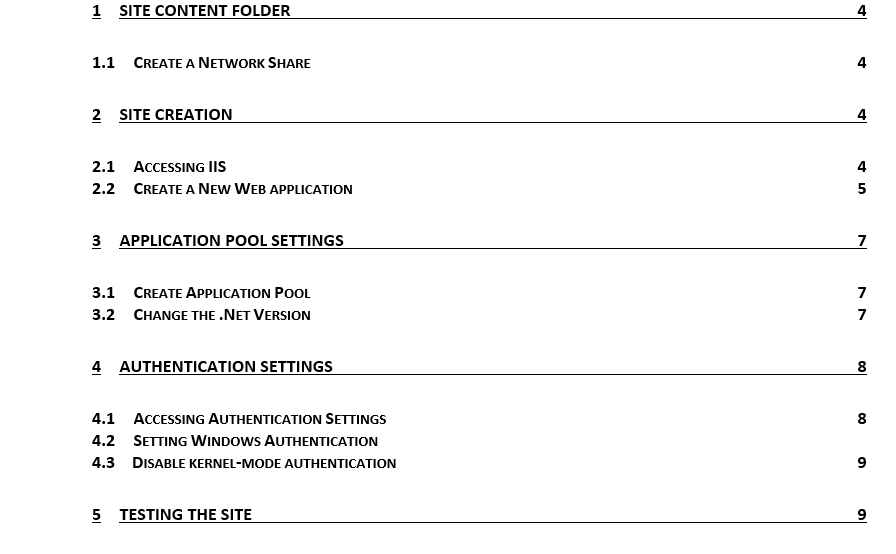 1 SITE CONTENT FOLDER 4
1.1 CREATE A NETWORK SHARE 4
2 SITE CREATION 4
2.1 ACCESSING IIS 4
2.2 CREATE A NEW WEB APPLICATION 5
3 APPLICATION POOL SETTINGS 7
3.1 CREATE APPLICATION POOL 7
3.2 CHANGE THE .NET VERSION 7
4 AUTHENTICATION SETTINGS 8
4.1 ACCESSING AUTHENTICATION SETTINGS 8
4.2 SETTING WINDOWS AUTHENTICATION
4.3 DISABLE KERNEL-MODE AUTHENTICATION 9
5 TESTING THE SITE 9